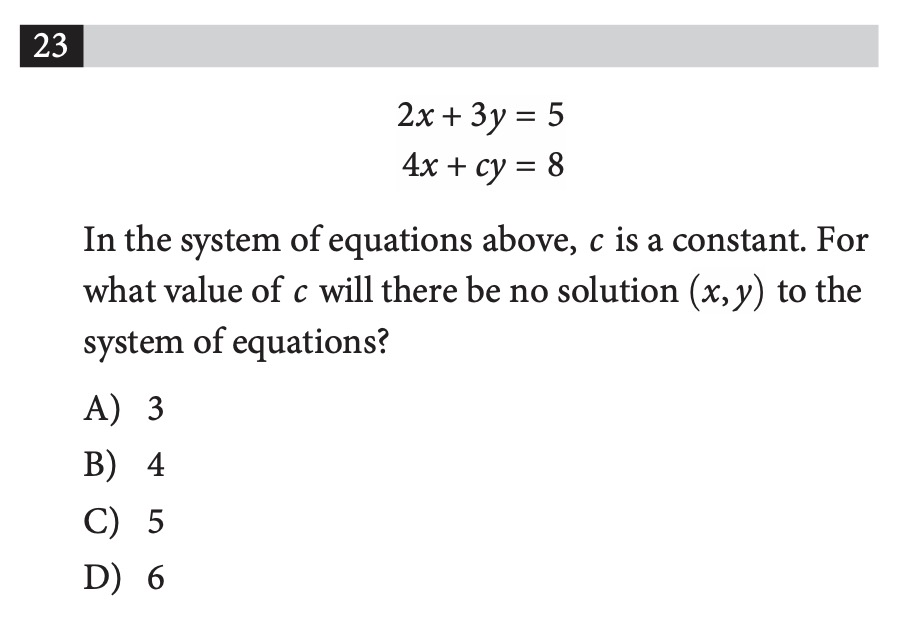 23
2x + 3y = 5
4x + cy = 8
In the system of equations above, c is a constant. For
what value of c will there be no solution (x, y) to the
system of equations?
A) 3
B) 4
C) 5
D) 6